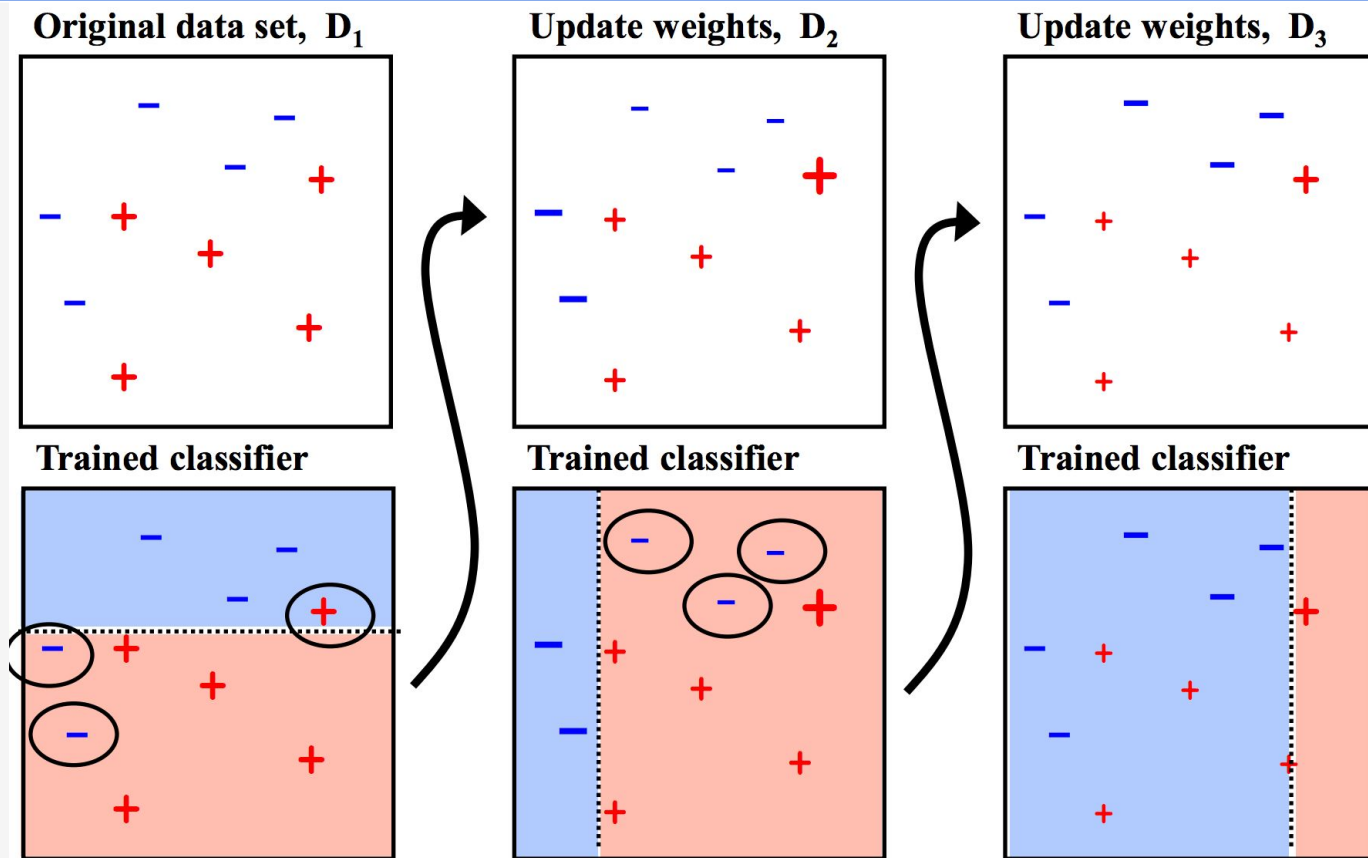 Original data set, D₁
Update weights, D₂
Update weights, D₃
Trained classifier
Trained classifier
Trained classifier